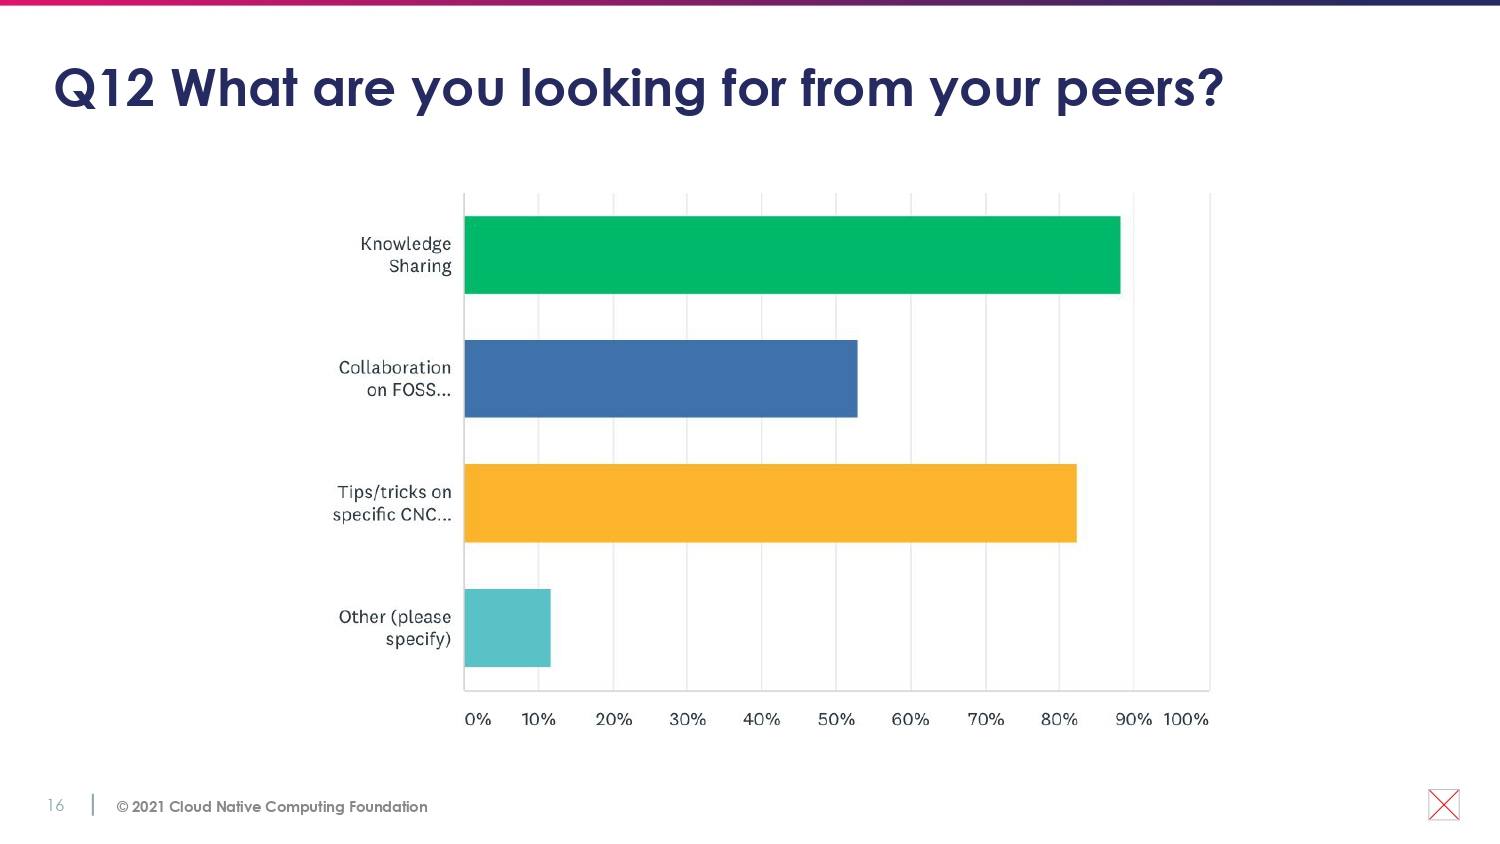 Q12 What are you looking for from your peers?
Knowledge
Sharing
Collaboration
on FOSS...
Tips/tricks on
specific CNC...
Other (please
specify)
0% 10% 20% 30% 40% 50% 60% 70% 80% 90% 100%
16 © 2021 Cloud Native Computing Foundation